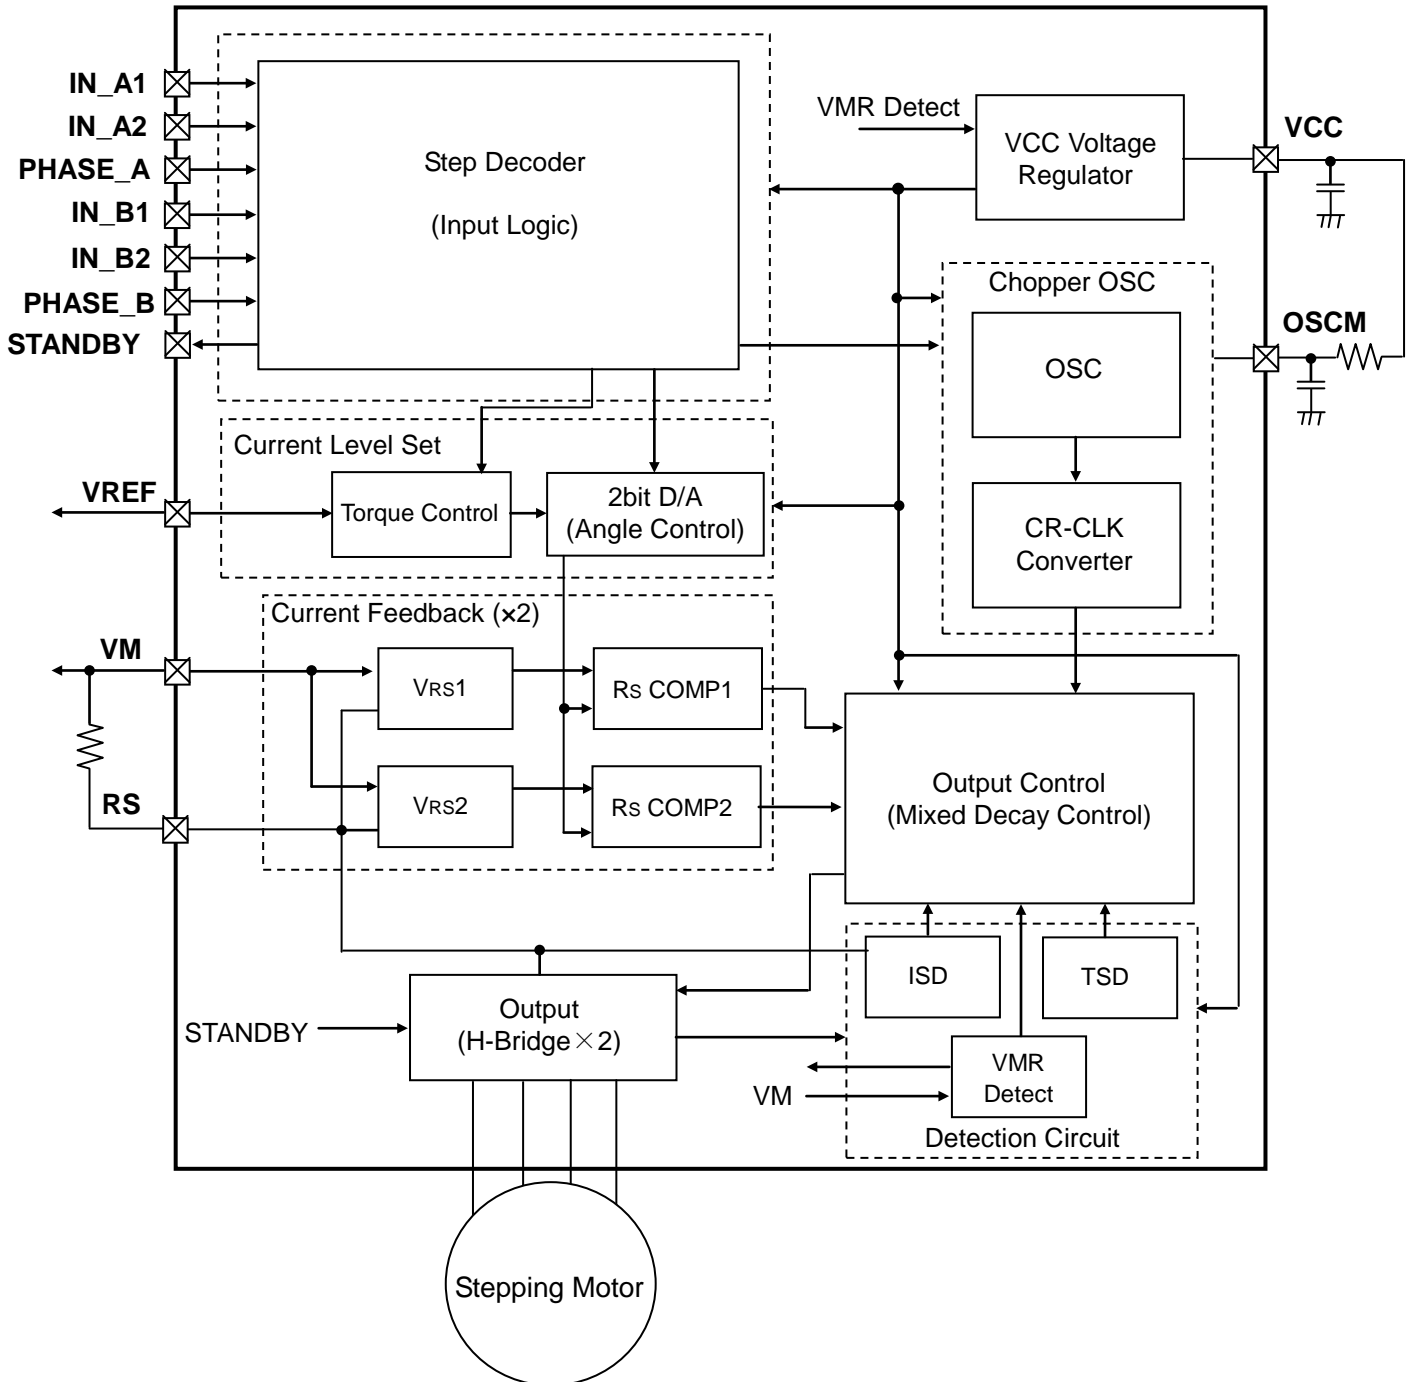 IN_A1
IN_A2
PHASE_A
IN_B1
IN_B2
PHASE_B
STANDBY
Step Decoder
(Input Logic)
VMR Detect
VCC Voltage
Regulator
VCC
Chopper OSC
OSC
CR-CLK
Converter
OSCM
Current Level Set
VREF
Torque Control
2bit D/A
(Angle Control)
Current Feedback (×2)
VM
VRS1
RS COMP1
VRS2
RS COMP2
RS
Output Control
(Mixed Decay Control)
ISD
TSD
STANDBY
Output
(H-Bridge×2)
VM
VMR
Detect
Detection Circuit
Stepping Motor